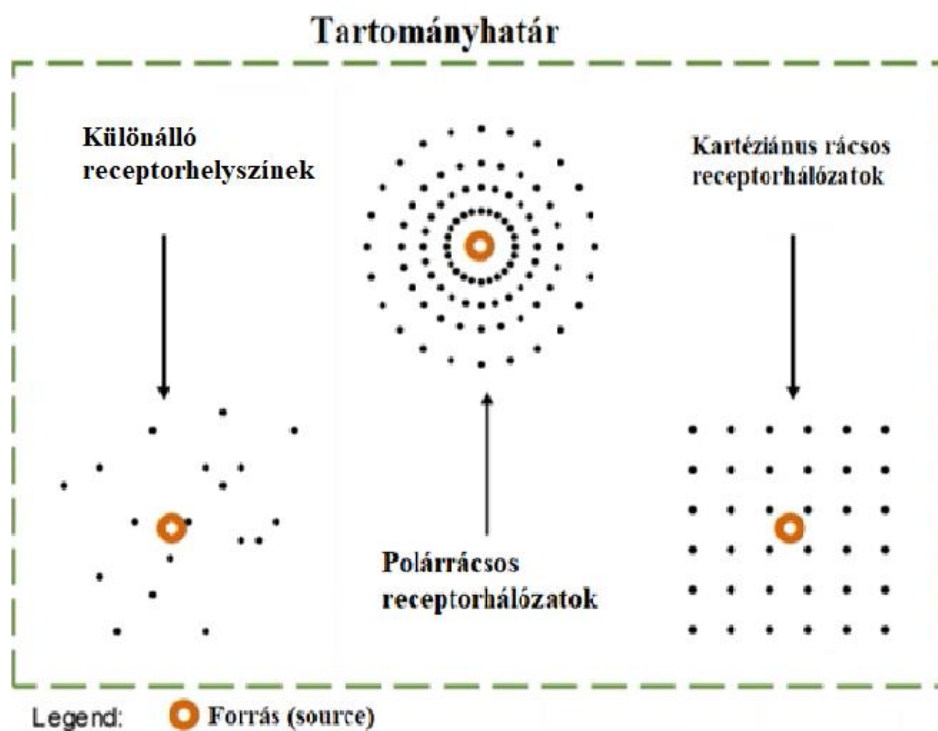 Tartományhatár
Különálló
receptorhelyszínek
Kartéziánus rácsos
receptorhálózatok
Polárrácsos
receptorhálózatok
Legend: Forrás (source)